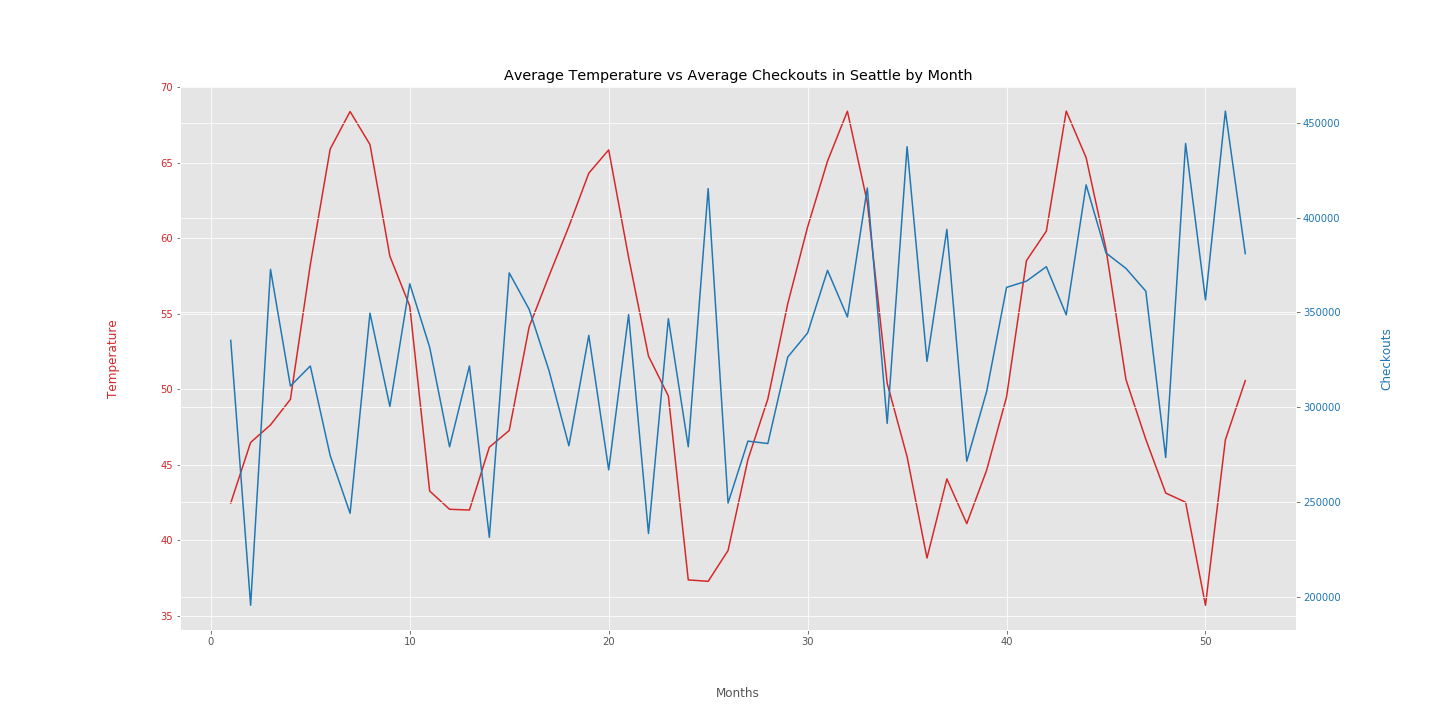 Average Temperature vs Average Checkouts in Seattle by Month
70
65
60
55
50
45
40
35
Temperature
450000
400000
350000
300000
250000
200000
Checkouts
0 10 20 30 40 50
Months